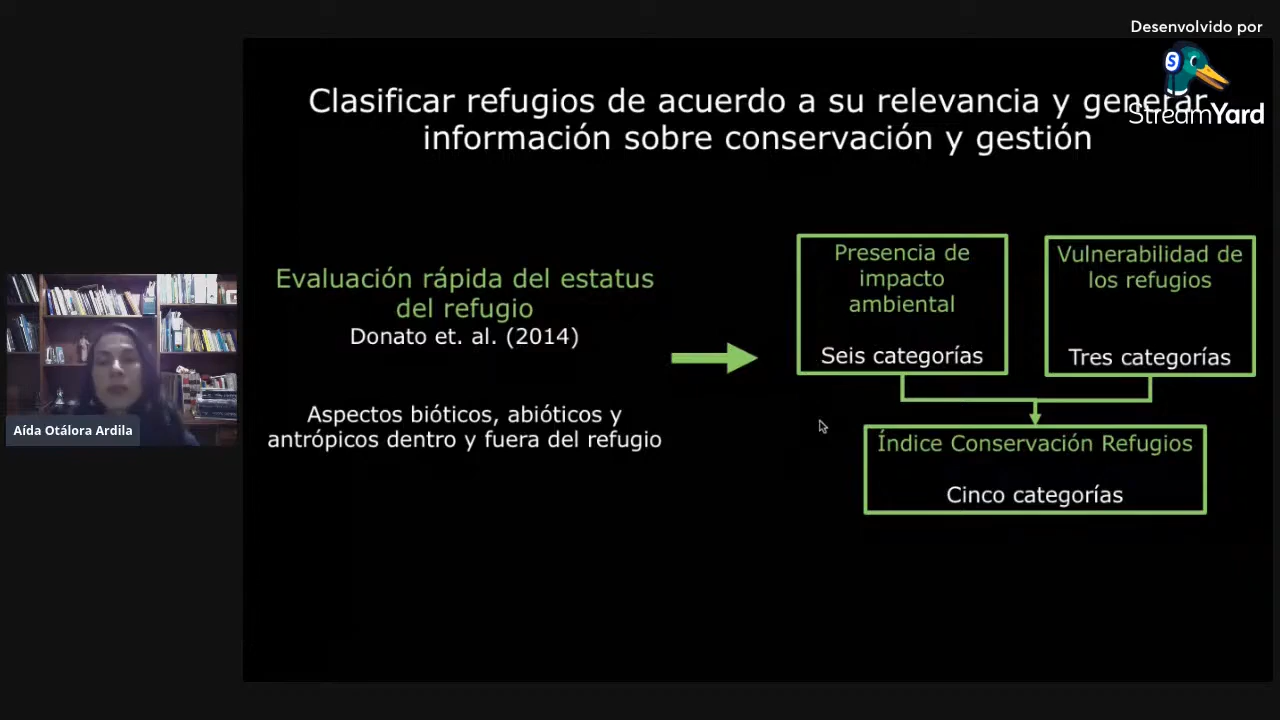 Desenvolvido por
StreamYard
Clasificar refugios de acuerdo a su relevancia y generar
información sobre conservación y gestión
Evaluación rápida del estatus
del refugio
Donato et. al. (2014)
Aspectos bióticos, abióticos y
antrópicos dentro y fuera del refugio
Presencia de
impacto
ambiental
Seis categorías
Vulnerabilidad de
los refugios
Tres categorías
Índice Conservación Refugios
Cinco categorías
Aída Otálora Ardila